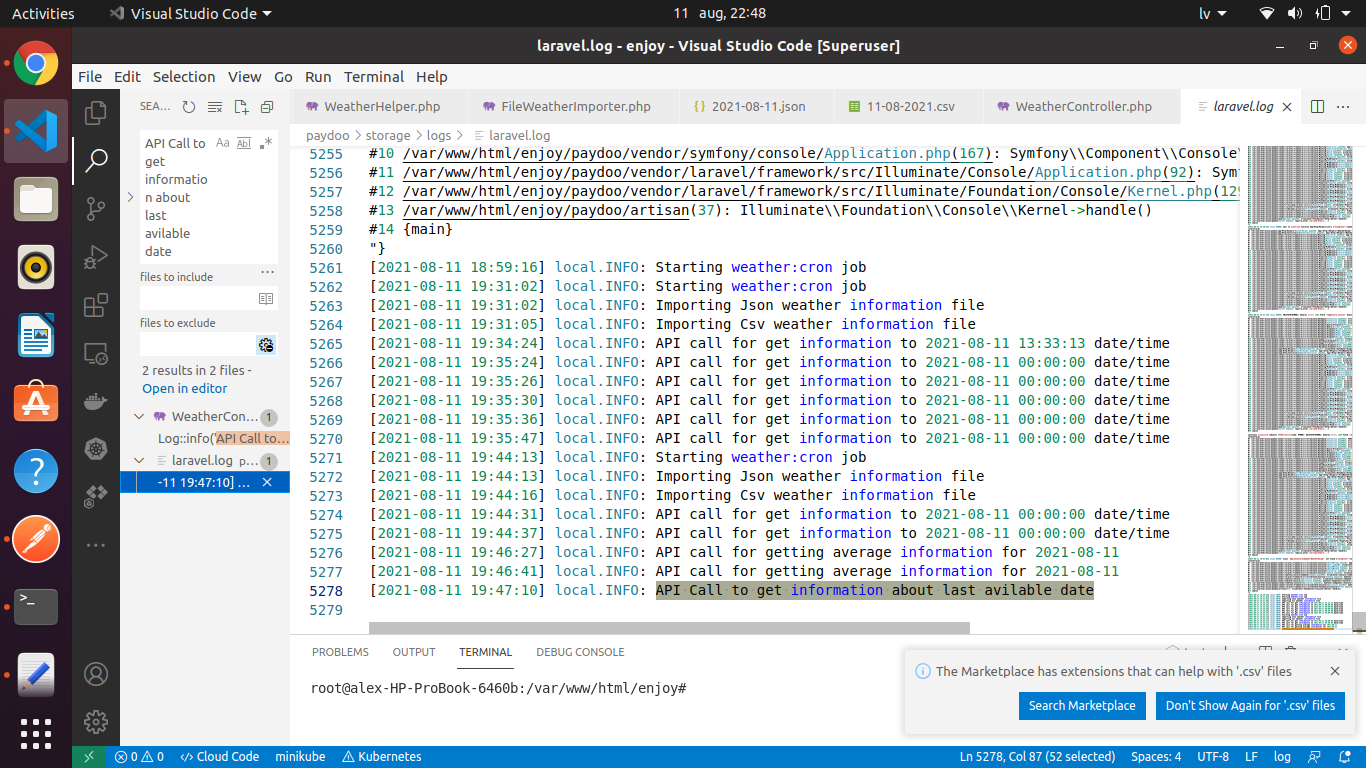 Activities Visual Studio Code 11 aug, 22:48 lv
laravel.log - enjoy - Visual Studio Code [Superuser]
File Edit Selection View Go Run Terminal Help
SEA...
API Call to
get
informatio
n about
last
avilable
date
Aa Abl .*
files to include
...
files to exclude
2 results in 2 files -
Open in editor
WeatherCon... 1
Log::info('API Call to...
laravel.log p... 1
-11 19:47:10] ...
WeatherHelper.php FileWeatherImporter.php 2021-08-11.json 11-08-2021.csv WeatherController.php laravel.log
paydoo > storage > logs > laravel.log
5255 #10 /var/www/html/enjoy/paydoo/vendor/symfony/console/Application.php(167): Symfony\\Component\\Console\
5256 #11 /var/www/html/enjoy/paydoo/vendor/laravel/framework/src/Illuminate/Console/Application.php(92): Symf
5257 #12 /var/www/html/enjoy/paydoo/vendor/laravel/framework/src/Illuminate/Foundation/Console/Kernel.php(129
5258 #13 /var/www/html/enjoy/paydoo/artisan(37): Illuminate\\Foundation\\Console\\Kernel->handle()
5259 #14 {main}
5260 "}
5261 [2021-08-11 18:59:16] local.INFO: Starting weather:cron job
5262 [2021-08-11 19:31:02] local.INFO: Starting weather:cron job
5263 [2021-08-11 19:31:02] local.INFO: Importing Json weather information file
5264 [2021-08-11 19:31:05] local.INFO: Importing Csv weather information file
5265 [2021-08-11 19:34:24] local.INFO: API call for get information to 2021-08-11 13:33:13 date/time
5266 [2021-08-11 19:35:24] local.INFO: API call for get information to 2021-08-11 00:00:00 date/time
5267 [2021-08-11 19:35:26] local.INFO: API call for get information to 2021-08-11 00:00:00 date/time
5268 [2021-08-11 19:35:30] local.INFO: API call for get information to 2021-08-11 00:00:00 date/time
5269 [2021-08-11 19:35:36] local.INFO: API call for get information to 2021-08-11 00:00:00 date/time
5270 [2021-08-11 19:35:47] local.INFO: API call for get information to 2021-08-11 00:00:00 date/time
5271 [2021-08-11 19:44:13] local.INFO: Starting weather:cron job
5272 [2021-08-11 19:44:13] local.INFO: Importing Json weather information file
5273 [2021-08-11 19:44:16] local.INFO: Importing Csv weather information file
5274 [2021-08-11 19:44:31] local.INFO: API call for get information to 2021-08-11 00:00:00 date/time
5275 [2021-08-11 19:44:37] local.INFO: API call for get information to 2021-08-11 00:00:00 date/time
5276 [2021-08-11 19:46:27] local.INFO: API call for getting average information for 2021-08-11
5277 [2021-08-11 19:46:41] local.INFO: API call for getting average information for 2021-08-11
5278 [2021-08-11 19:47:10] local.INFO: API Call to get information about last avilable date
5279
PROBLEMS OUTPUT TERMINAL DEBUG CONSOLE
root@alex-HP-ProBook-6460b:/var/www/html/enjoy#
The Marketplace has extensions that can help with '.csv' files
Search Marketplace Don't Show Again for '.csv' files
0 0 Cloud Code minikube Kubernetes Ln 5278, Col 87 (52 selected) Spaces: 4 UTF-8 LF log